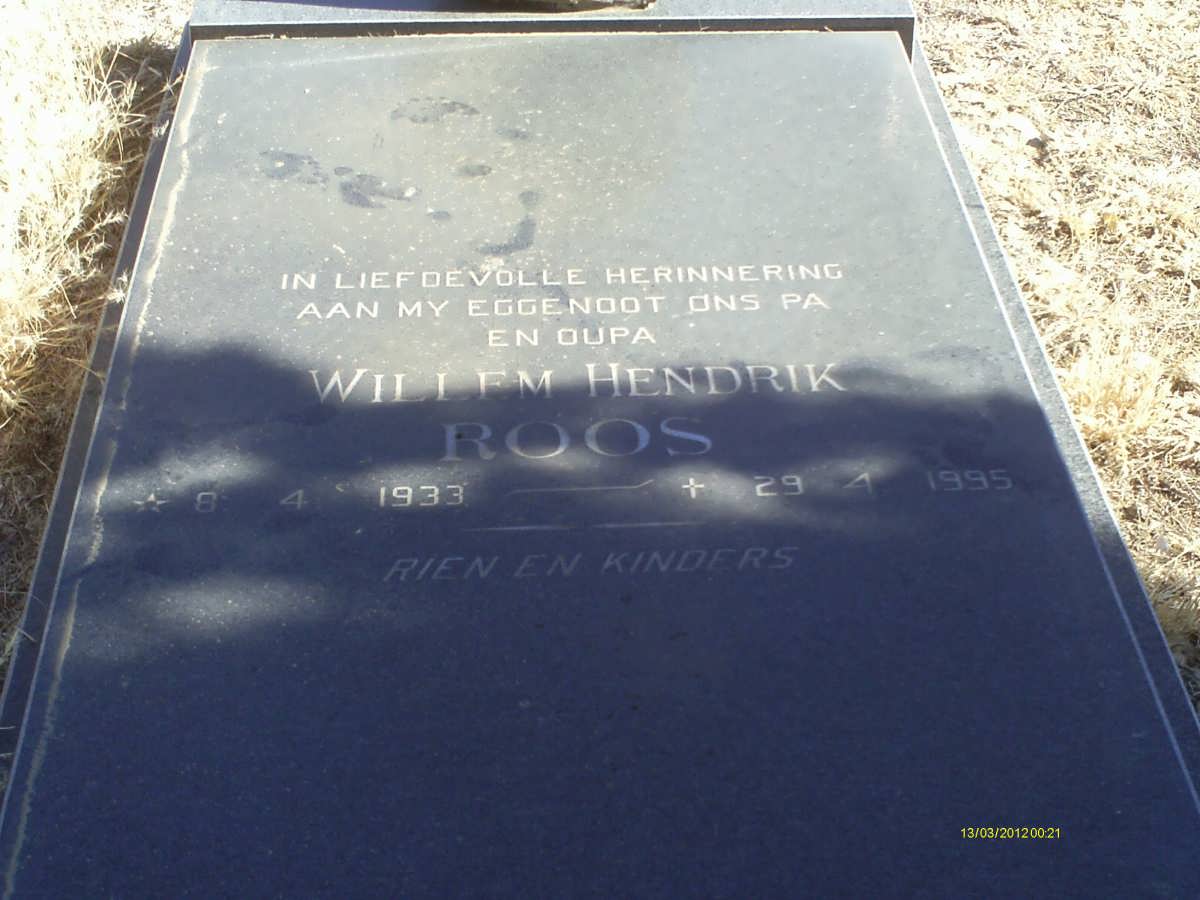 IN LIEFDEVOLLE HERINNERING
AAN MY EGGENOOT ONS PA
EN OUPA
WILLEM HENDRIK
ROOS
★ 8 4 1933 — ✝ 29 4 1995
RIEN EN KINDERS
13/03/2012 00:21